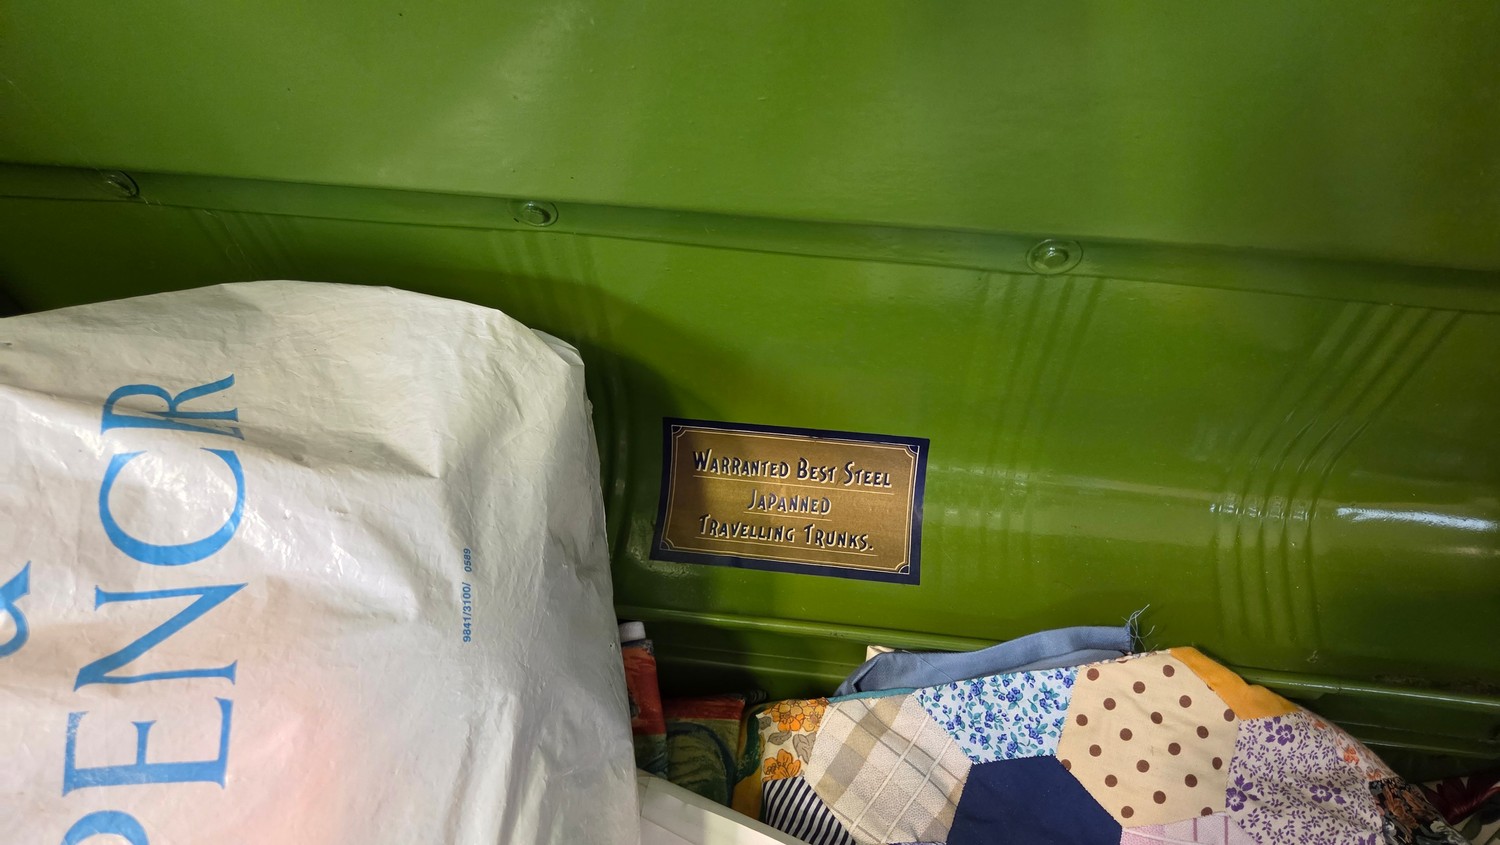 WARRANTED BEST STEEL
JAPANNED
TRAVELLING TRUNKS.
&
PENCR
9841/3100/ 0589